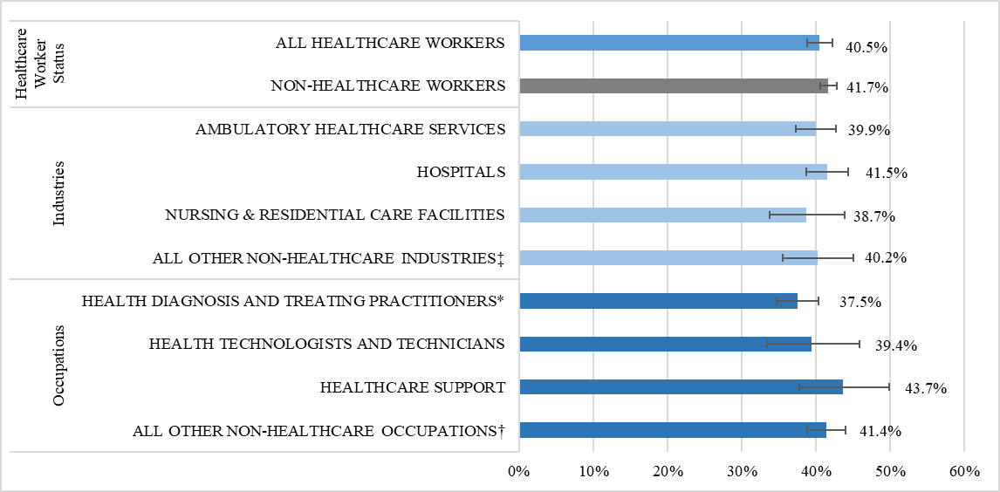 Healthcare
Worker
Status
ALL HEALTHCARE WORKERS
40.5%
NON-HEALTHCARE WORKERS
41.7%
Industries
AMBULATORY HEALTHCARE SERVICES
39.9%
HOSPITALS
41.5%
NURSING & RESIDENTIAL CARE FACILITIES
38.7%
ALL OTHER NON-HEALTHCARE INDUSTRIES‡
40.2%
Occupations
HEALTH DIAGNOSIS AND TREATING PRACTITIONERS*
37.5%
HEALTH TECHNOLOGISTS AND TECHNICIANS
39.4%
HEALTHCARE SUPPORT
43.7%
ALL OTHER NON-HEALTHCARE OCCUPATIONS†
41.4%
0% 10% 20% 30% 40% 50% 60%